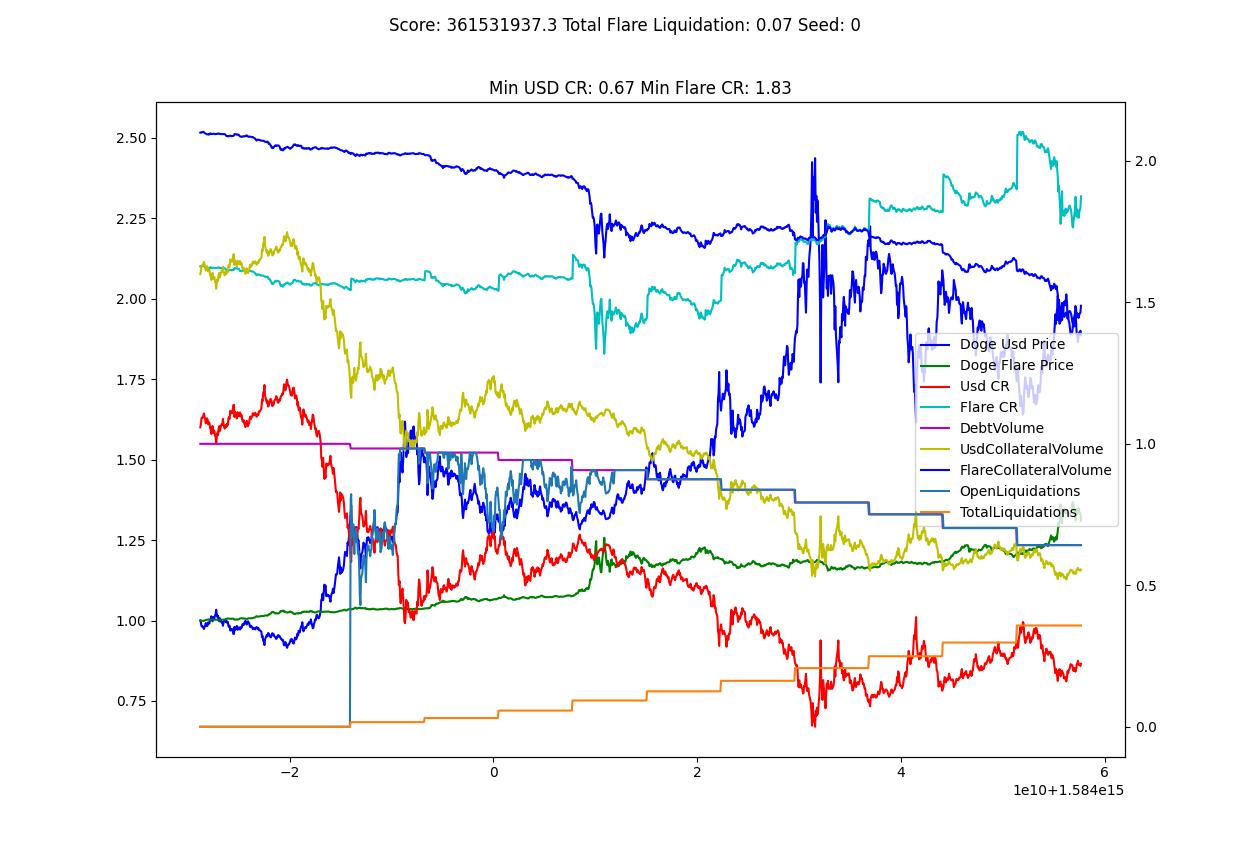 Score: 361531937.3 Total Flare Liquidation: 0.07 Seed: 0
Min USD CR: 0.67 Min Flare CR: 1.83
2.50
2.25
2.00
1.75
1.50
1.25
1.00
0.75
2.0
1.5
1.0
0.5
0.0
Doge Usd Price
Doge Flare Price
Usd CR
Flare CR
DebtVolume
UsdCollateralVolume
FlareCollateralVolume
OpenLiquidations
TotalLiquidations
−2 0 2 4 6
1e10+1.584e15